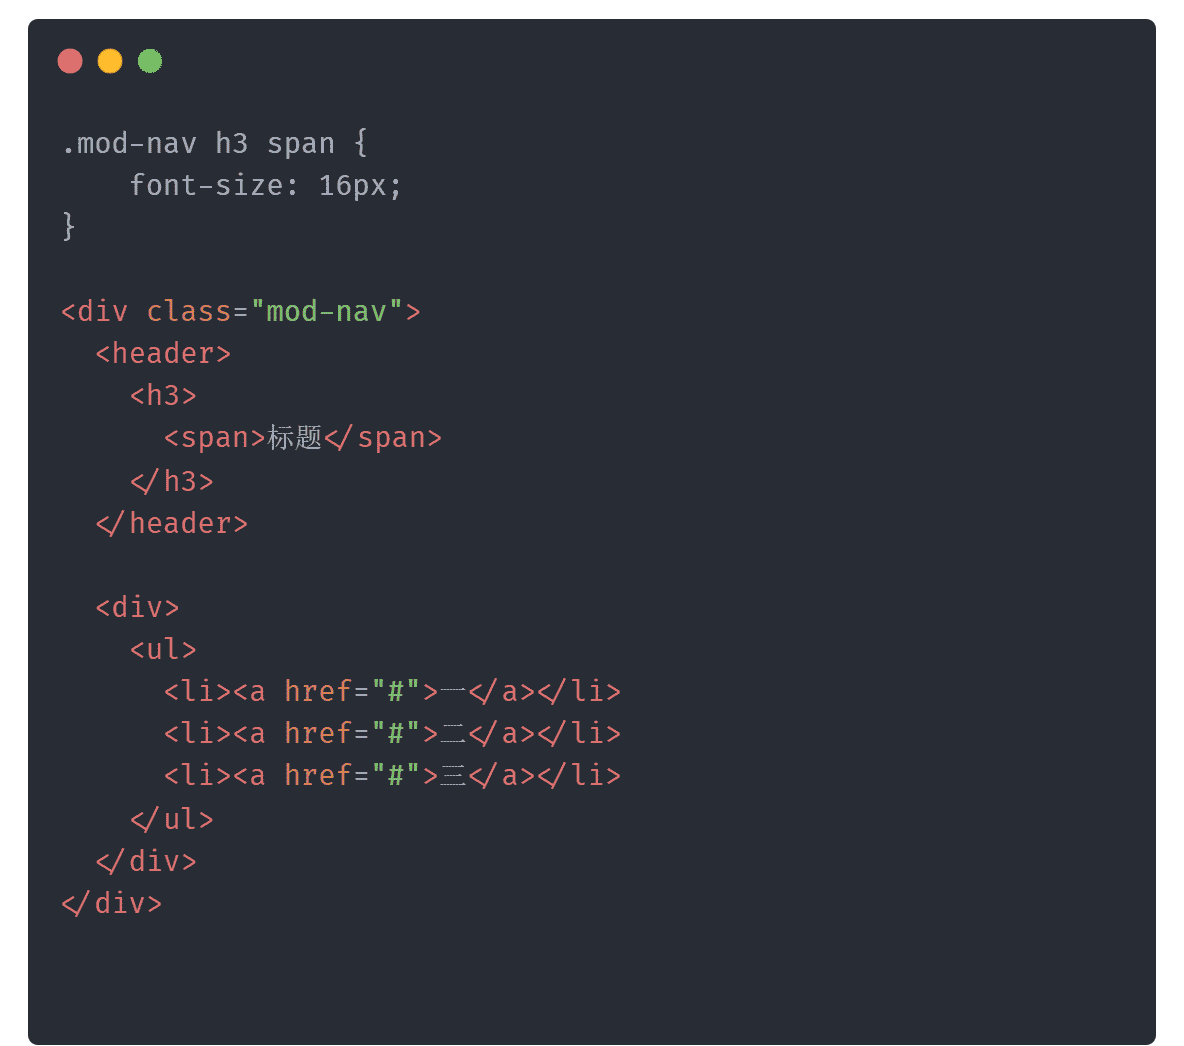 .mod-nav h3 span {
    font-size: 16px;
}

<div class="mod-nav">
  <header>
    <h3>
      <span>标题</span>
    </h3>
  </header>

  <div>
    <ul>
      <li><a href="#">一</a></li>
      <li><a href="#">二</a></li>
      <li><a href="#">三</a></li>
    </ul>
  </div>
</div>